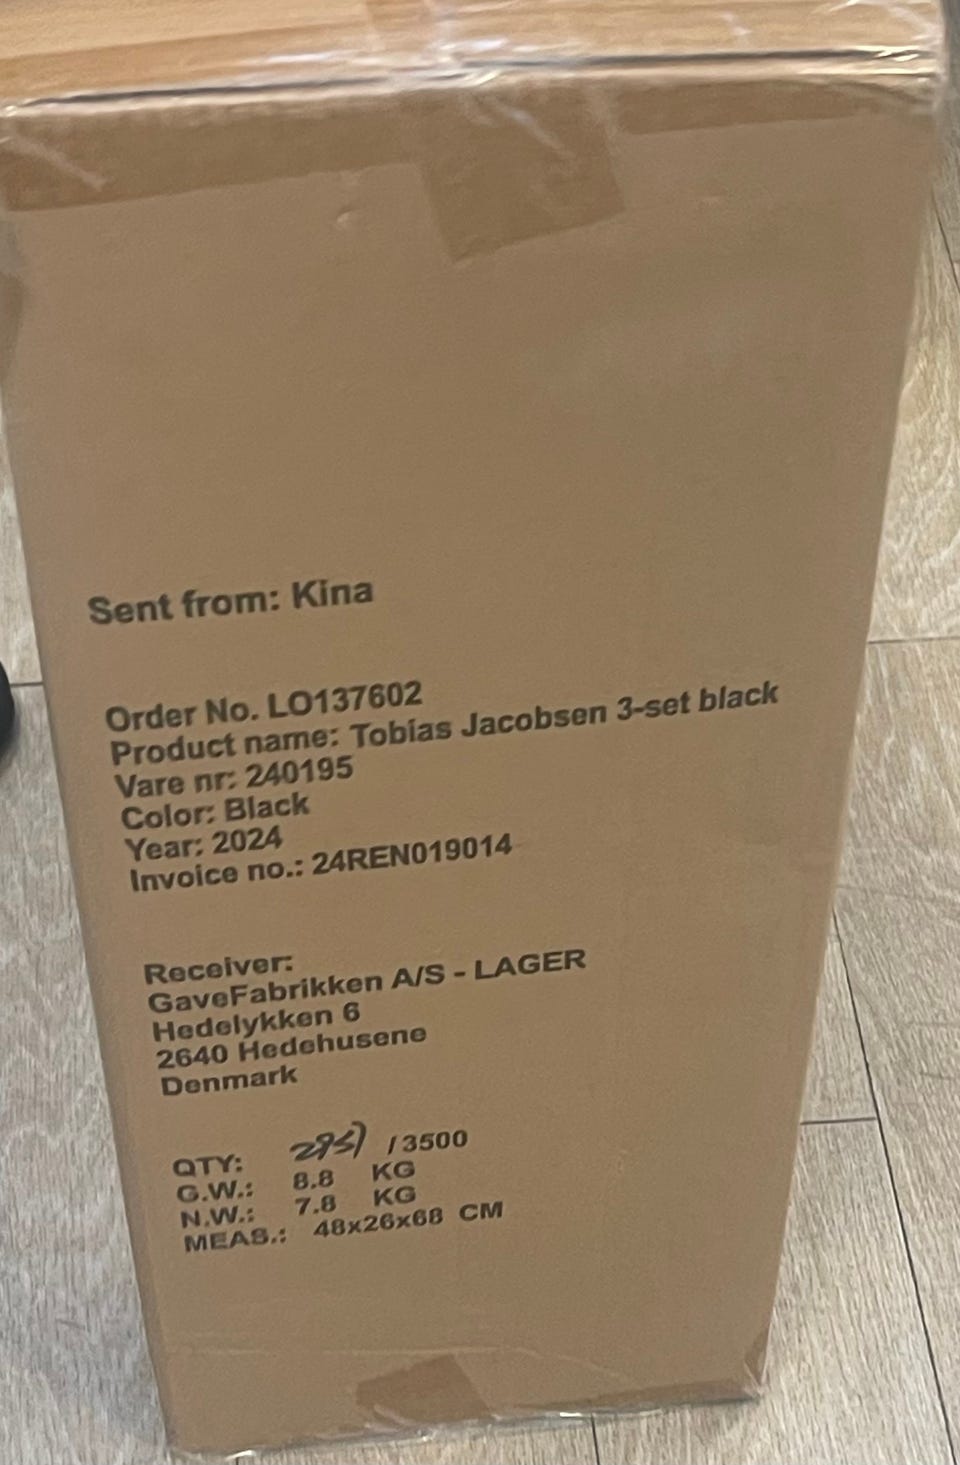 Sent from: Kina
Order No. LO137602
Product name: Tobias Jacobsen 3-set black
Vare nr: 240195
Color: Black
Year: 2024
Invoice no.: 24REN019014
Receiver:
GaveFabrikken A/S - LAGER
Hedelykken 6
2640 Hedehusene
Denmark
QTY: /3500
G.W.: 8.8 KG
N.W.: 7.8 KG
MEAS.: 48x26x68 CM